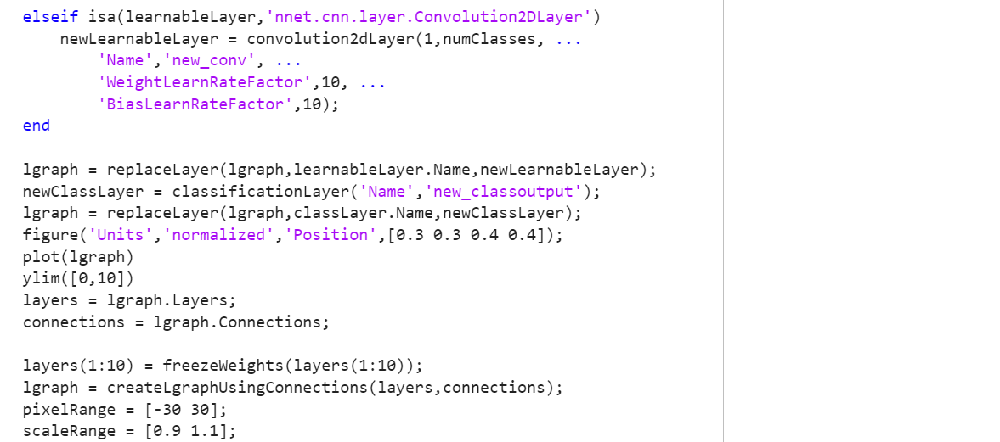 elseif isa(learnableLayer,'nnet.cnn.layer.Convolution2DLayer')
    newLearnableLayer = convolution2dLayer(1,numClasses, ...
        'Name','new_conv', ...
        'WeightLearnRateFactor',10, ...
        'BiasLearnRateFactor',10);
end

lgraph = replaceLayer(lgraph,learnableLayer.Name,newLearnableLayer);
newClassLayer = classificationLayer('Name','new_classoutput');
lgraph = replaceLayer(lgraph,classLayer.Name,newClassLayer);
figure('Units','normalized','Position',[0.3 0.3 0.4 0.4]);
plot(lgraph)
ylim([0,10])
layers = lgraph.Layers;
connections = lgraph.Connections;

layers(1:10) = freezeWeights(layers(1:10));
lgraph = createLgraphUsingConnections(layers,connections);
pixelRange = [-30 30];
scaleRange = [0.9 1.1];